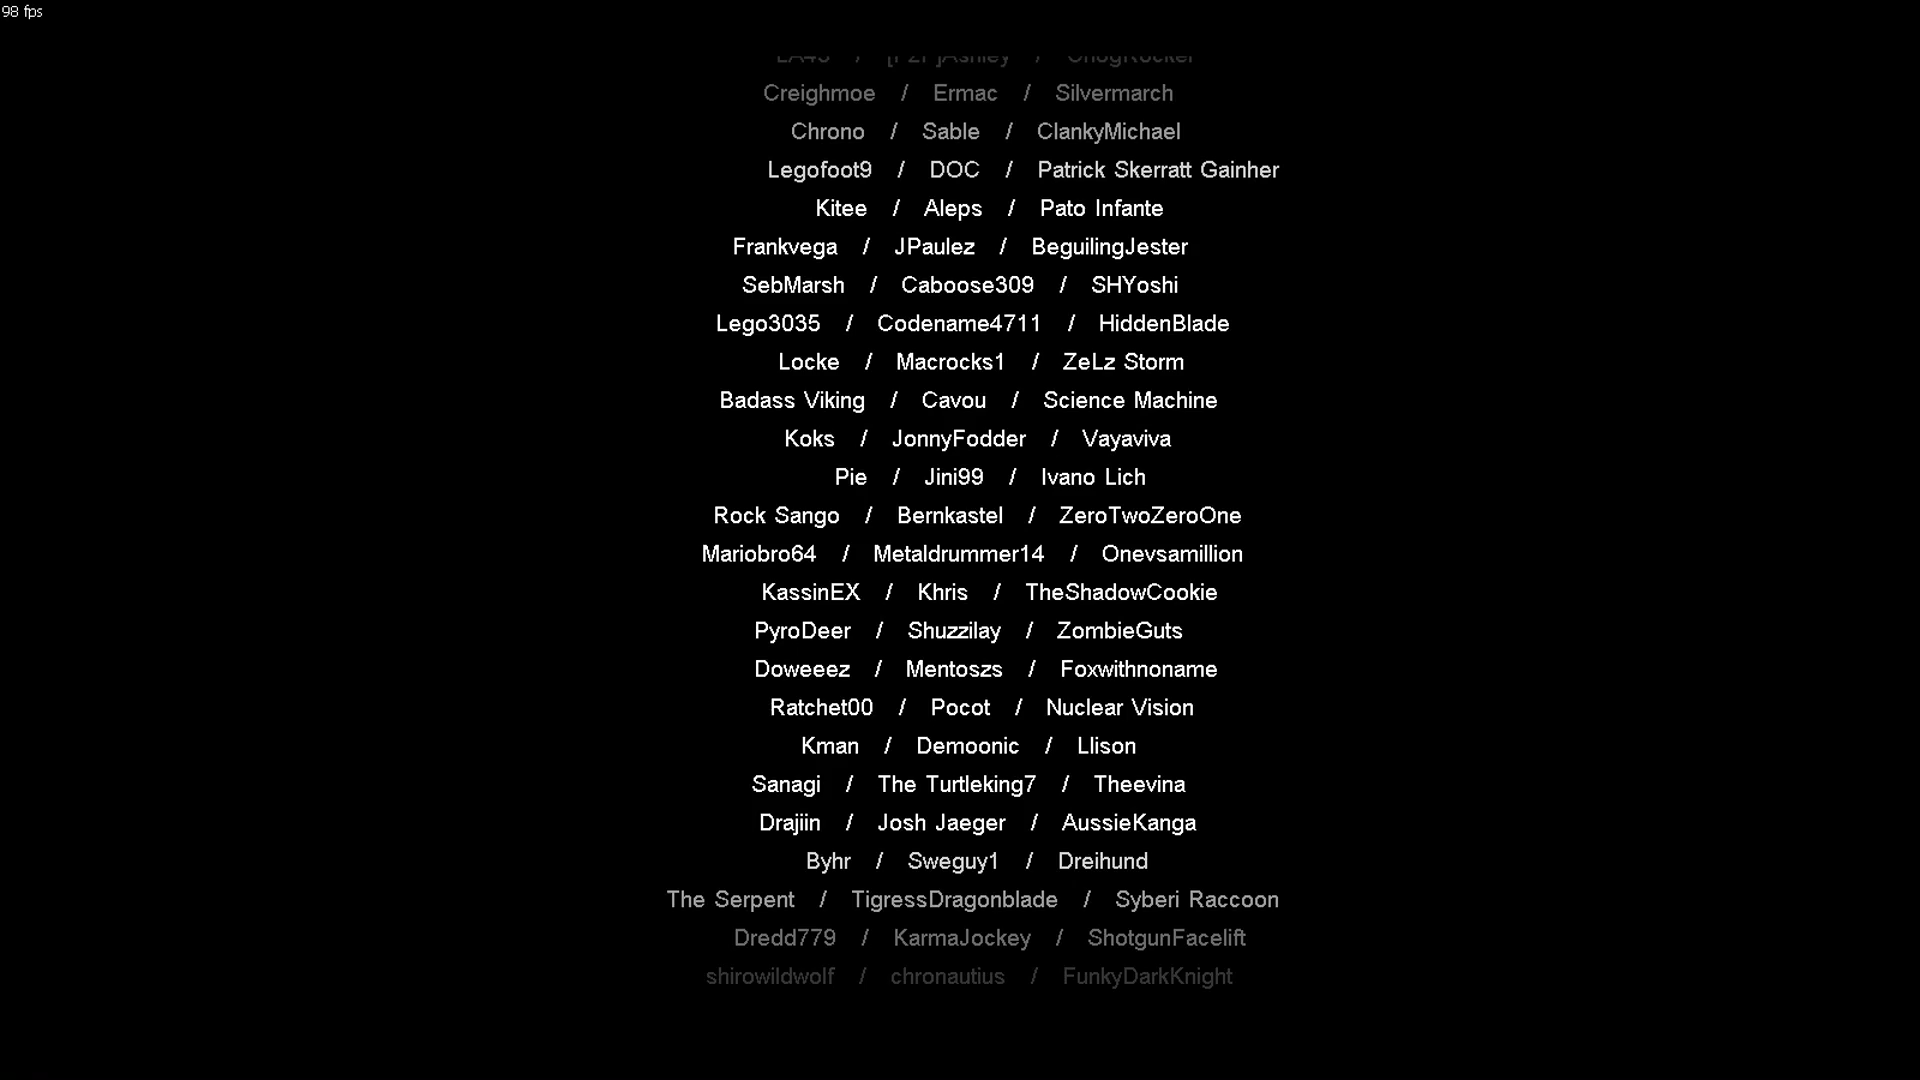 98 fps
LA43 / [PZP]Ashley /
Creighmoe / Ermac / Silvermarch
Chrono / Sable / ClankyMichael
Legofoot9 / DOC / Patrick Skerratt Gainher
Kitee / Aleps / Pato Infante
Frankvega / JPaulez / BeguilingJester
SebMarsh / Caboose309 / SHYoshi
Lego3035 / Codename4711 / HiddenBlade
Locke / Macrocks1 / ZeLz Storm
Badass Viking / Cavou / Science Machine
Koks / JonnyFodder / Vayaviva
Pie / Jini99 / Ivano Lich
Rock Sango / Bernkastel / ZeroTwoZeroOne
Mariobro64 / Metaldrummer14 / Onevsamillion
KassinEX / Khris / TheShadowCookie
PyroDeer / Shuzzilay / ZombieGuts
Doweeez / Mentoszs / Foxwithnoname
Ratchet00 / Pocot / Nuclear Vision
Kman / Demoonic / Llison
Sanagi / The Turtleking7 / Theevina
Drajiin / Josh Jaeger / AussieKanga
Byhr / Sweguy1 / Dreihund
The Serpent / TigressDragonblade / Syberi Raccoon
Dredd779 / KarmaJockey / ShotgunFacelift
shirowildwolf / chronautius / FunkyDarkKnight